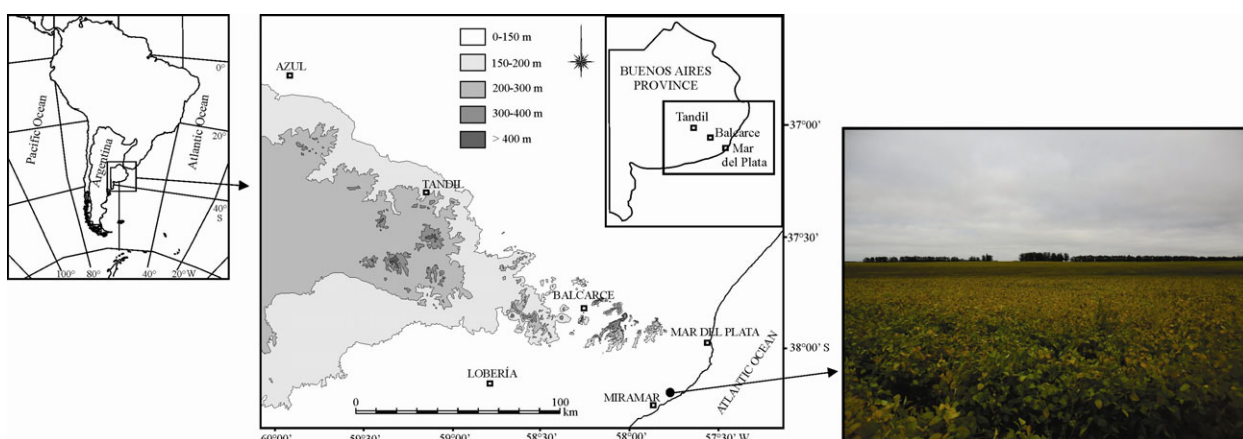 Pacific Ocean
Argentina
Atlantic Ocean
0°
20°
40°
S
100°
80°
40°
20°W
AZUL
0-150 m
150-200 m
200-300 m
300-400 m
> 400 m
BUENOS AIRES
PROVINCE
Tandil
Balcarce
Mar
del Plata
TANDIL
BALCARCE
MAR DEL PLATA
LOBERÍA
MIRAMAR
ATLANTIC OCEAN
0
100
km
37°00'
37°30'
38°00' S
60°00'
59°30'
59°00'
58°30'
58°00'
57°30'